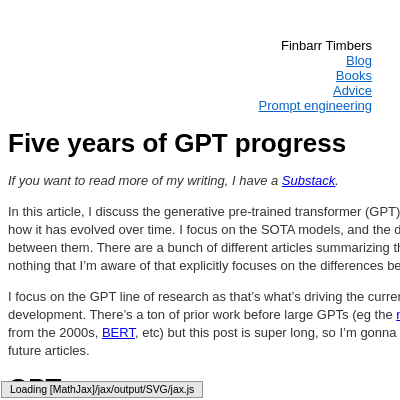 Finbarr Timbers
Blog
Books
Advice
Prompt engineering
Five years of GPT progress
If you want to read more of my writing, I have a Substack.
In this article, I discuss the generative pre-trained transformer (GPT)
how it has evolved over time. I focus on the SOTA models, and the
between them. There are a bunch of different articles summarizing
nothing that I’m aware of that explicitly focuses on the differences
I focus on the GPT line of research as that’s what’s driving the
development. There’s a ton of prior work before large GPTs (eg the
from the 2000s, BERT, etc) but this post is super long, so I’m gonna
future articles.
GPT
Loading [MathJax]/jax/output/SVG/jax.js